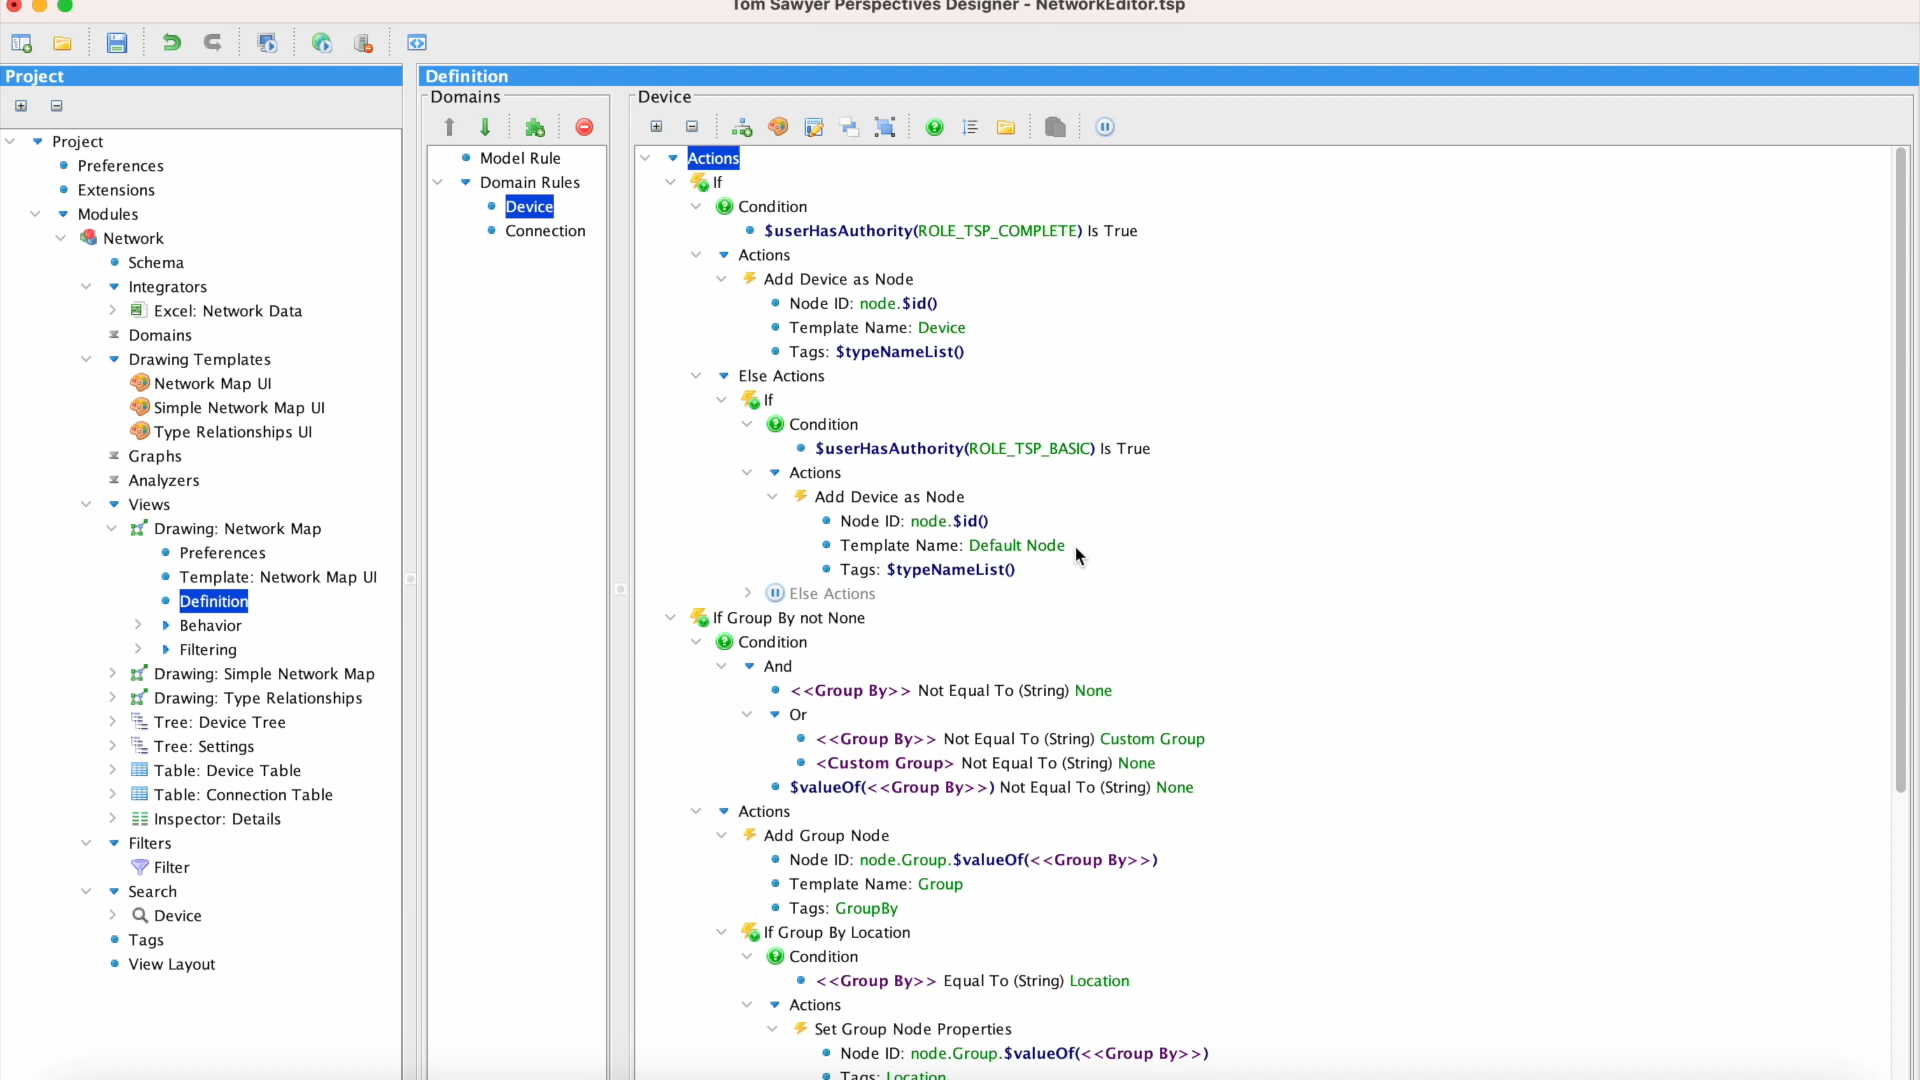 Tom Sawyer Perspectives Designer - NetworkEditor.tsp
Project
Project
Preferences
Extensions
Modules
Network
Schema
Integrators
Excel: Network Data
Domains
Drawing Templates
Network Map UI
Simple Network Map UI
Type Relationships UI
Graphs
Analyzers
Views
Drawing: Network Map
Preferences
Template: Network Map UI
Definition
Behavior
Filtering
Drawing: Simple Network Map
Drawing: Type Relationships
Tree: Device Tree
Tree: Settings
Table: Device Table
Table: Connection Table
Inspector: Details
Filters
Filter
Search
Device
Tags
View Layout
Definition
Domains
Model Rule
Domain Rules
Device
Connection
Device
Actions
If
Condition
$userHasAuthority(ROLE_TSP_COMPLETE) Is True
Actions
Add Device as Node
Node ID: node.$id()
Template Name: Device
Tags: $typeNameList()
Else Actions
If
Condition
$userHasAuthority(ROLE_TSP_BASIC) Is True
Actions
Add Device as Node
Node ID: node.$id()
Template Name: Default Node
Tags: $typeNameList()
Else Actions
If Group By not None
Condition
And
<<Group By>> Not Equal To (String) None
Or
<<Group By>> Not Equal To (String) Custom Group
<Custom Group> Not Equal To (String) None
$valueOf(<<Group By>>) Not Equal To (String) None
Actions
Add Group Node
Node ID: node.Group.$valueOf(<<Group By>>)
Template Name: Group
Tags: GroupBy
If Group By Location
Condition
<<Group By>> Equal To (String) Location
Actions
Set Group Node Properties
Node ID: node.Group.$valueOf(<<Group By>>)
Tags: Location